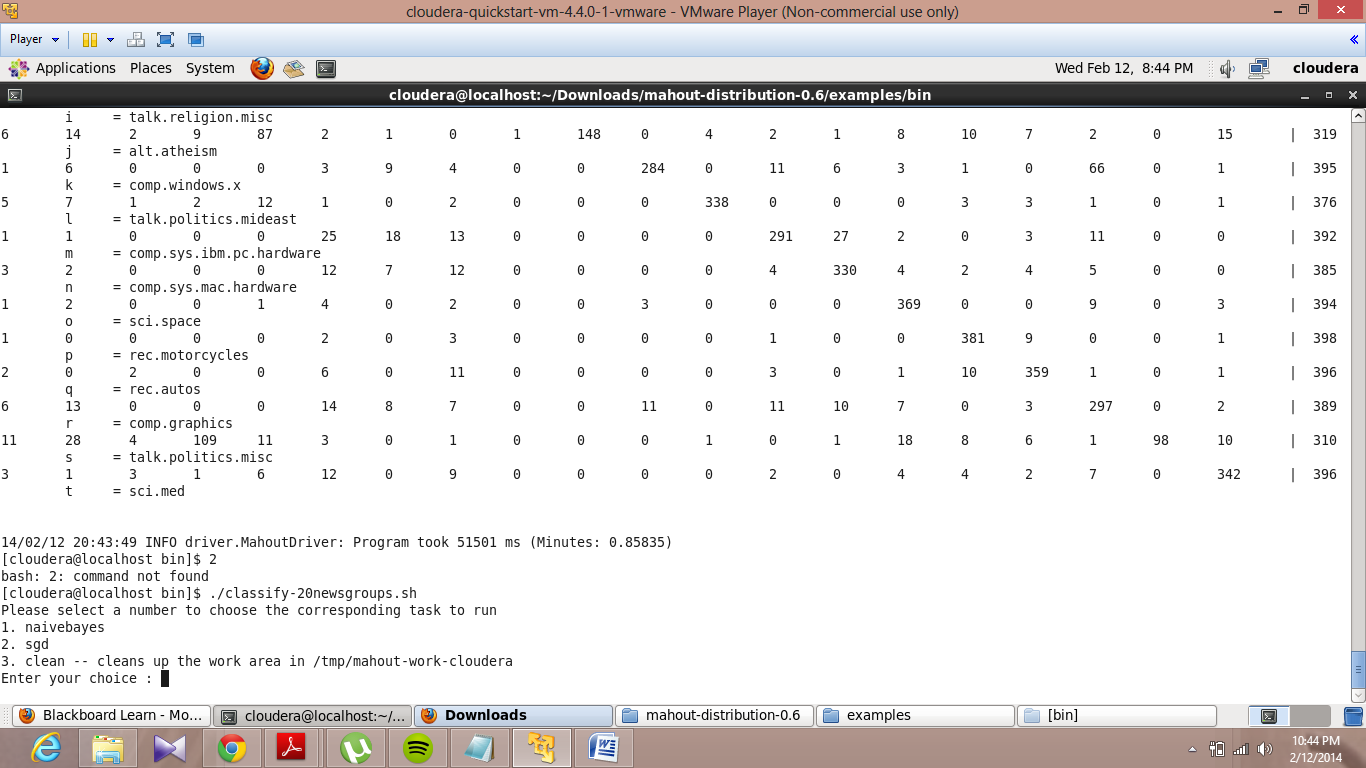 cloudera-quickstart-vm-4.4.0-1-vmware - VMware Player (Non-commercial use only)
Player
Applications Places System Wed Feb 12, 8:44 PM cloudera
cloudera@localhost:~/Downloads/mahout-distribution-0.6/examples/bin
i = talk.religion.misc
6 14 2 9 87 2 1 0 1 148 0 4 2 1 8 10 7 2 0 15 | 319
j = alt.atheism
1 6 0 0 0 3 9 4 0 0 284 0 11 6 3 1 0 66 0 1 | 395
k = comp.windows.x
5 7 1 2 12 1 0 2 0 0 0 338 0 0 0 3 3 1 0 1 | 376
l = talk.politics.mideast
1 1 0 0 0 25 18 13 0 0 0 0 291 27 2 0 3 11 0 0 | 392
m = comp.sys.ibm.pc.hardware
3 2 0 0 0 12 7 12 0 0 0 0 4 330 4 2 4 5 0 0 | 385
n = comp.sys.mac.hardware
1 2 0 0 1 4 0 2 0 0 3 0 0 0 369 0 0 9 0 3 | 394
o = sci.space
1 0 0 0 0 2 0 3 0 0 0 0 1 0 0 381 9 0 0 1 | 398
p = rec.motorcycles
2 0 2 0 0 6 0 11 0 0 0 0 3 0 1 10 359 1 0 1 | 396
q = rec.autos
6 13 0 0 0 14 8 7 0 0 11 0 11 10 7 0 3 297 0 2 | 389
r = comp.graphics
11 28 4 109 11 3 0 1 0 0 0 1 0 1 18 8 6 1 98 10 | 310
s = talk.politics.misc
3 1 3 1 6 12 0 9 0 0 0 0 2 0 4 4 2 7 0 342 | 396
t = sci.med
14/02/12 20:43:49 INFO driver.MahoutDriver: Program took 51501 ms (Minutes: 0.85835)
[cloudera@localhost bin]$ 2
bash: 2: command not found
[cloudera@localhost bin]$ ./classify-20newsgroups.sh
Please select a number to choose the corresponding task to run
1. naivebayes
2. sgd
3. clean -- cleans up the work area in /tmp/mahout-work-cloudera
Enter your choice :
Blackboard Learn - Mo... cloudera@localhost:~/... Downloads mahout-distribution-0.6 examples [bin]
10:44 PM
2/12/2014